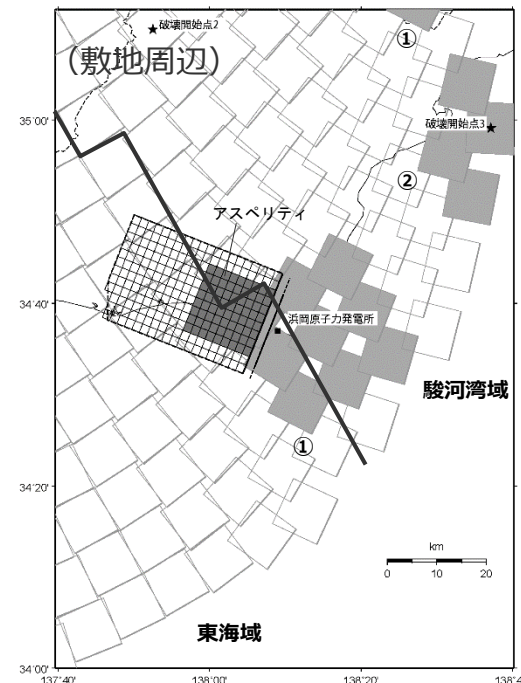 ★破壊開始点2
①
（敷地周辺）
35°00'
破壊開始点3
②
アスペリティ
34°40'
浜岡原子力発電所
駿河湾域
①
34°20'
km
0 10 20
東海域
34°00'
137°40' 138°00' 138°20' 138°4